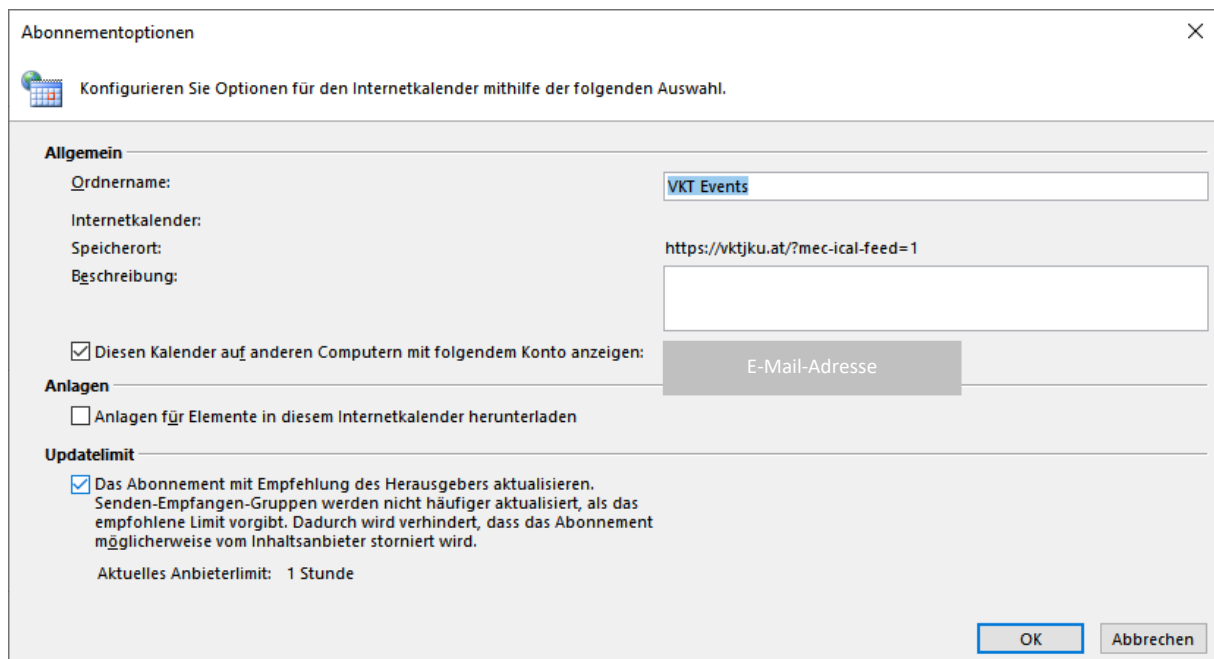 Abonnementoptionen
Konfigurieren Sie Optionen für den Internetkalender mithilfe der folgenden Auswahl.
Allgemein
Ordnername:
VKT Events
Internetkalender:
Speicherort:
https://vktjku.at/?mec-ical-feed=1
Beschreibung:
Diesen Kalender auf anderen Computern mit folgendem Konto anzeigen:
E-Mail-Adresse
Anlagen
Anlagen für Elemente in diesem Internetkalender herunterladen
Updatelimit
Das Abonnement mit Empfehlung des Herausgebers aktualisieren.
Senden-Empfangen-Gruppen werden nicht häufiger aktualisiert, als das
empfohlene Limit vorgibt. Dadurch wird verhindert, dass das Abonnement
möglicherweise vom Inhaltsanbieter storniert wird.
Aktuelles Anbieterlimit: 1 Stunde
OK
Abbrechen